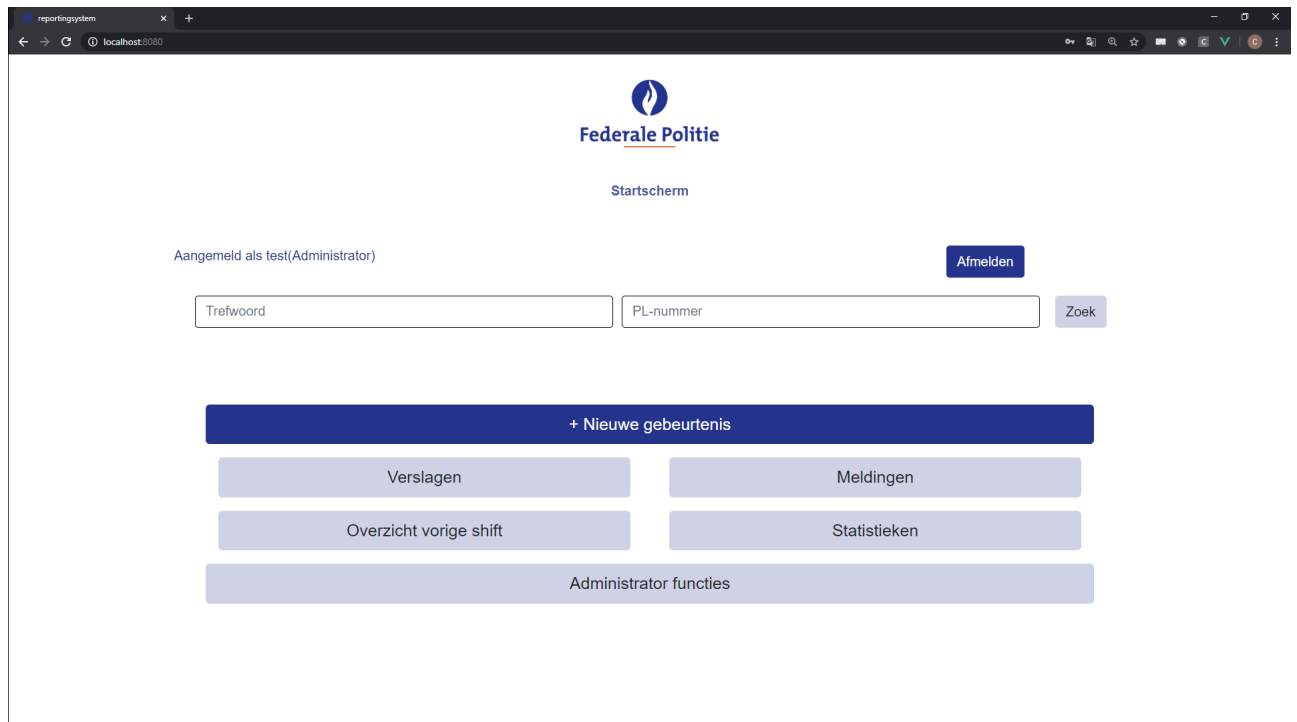 reportingsystem
localhost:8080
Federale Politie
Startscherm
Aangemeld als test(Administrator)
Afmelden
Trefwoord
PL-nummer
Zoek
+ Nieuwe gebeurtenis
Verslagen
Meldingen
Overzicht vorige shift
Statistieken
Administrator functies